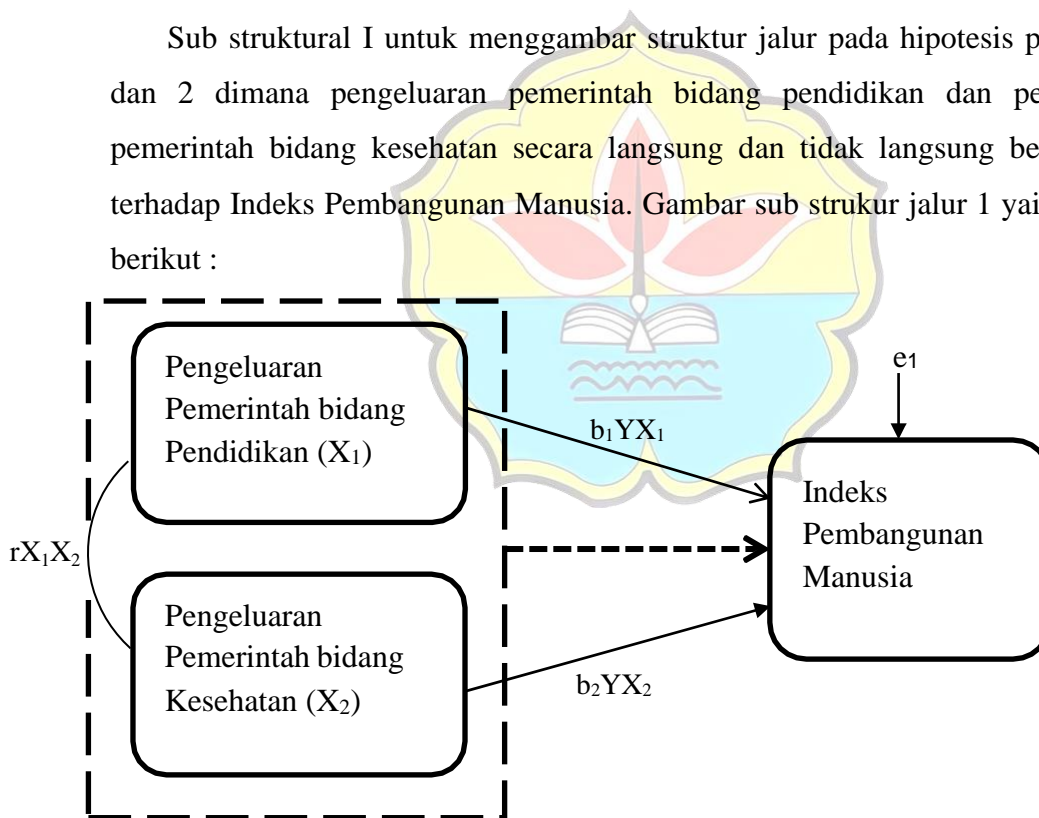 Sub struktural I untuk menggambar struktur jalur pada hipotesis p
dan 2 dimana pengeluaran pemerintah bidang pendidikan dan pe
pemerintah bidang kesehatan secara langsung dan tidak langsung be
terhadap Indeks Pembangunan Manusia. Gambar sub strukur jalur 1 yai
berikut :
Pengeluaran
Pemerintah bidang
Pendidikan (X₁)
e1
b₁YX₁
Indeks
Pembangunan
Manusia
rX₁X₂
Pengeluaran
Pemerintah bidang
Kesehatan (X₂)
b₂YX₂